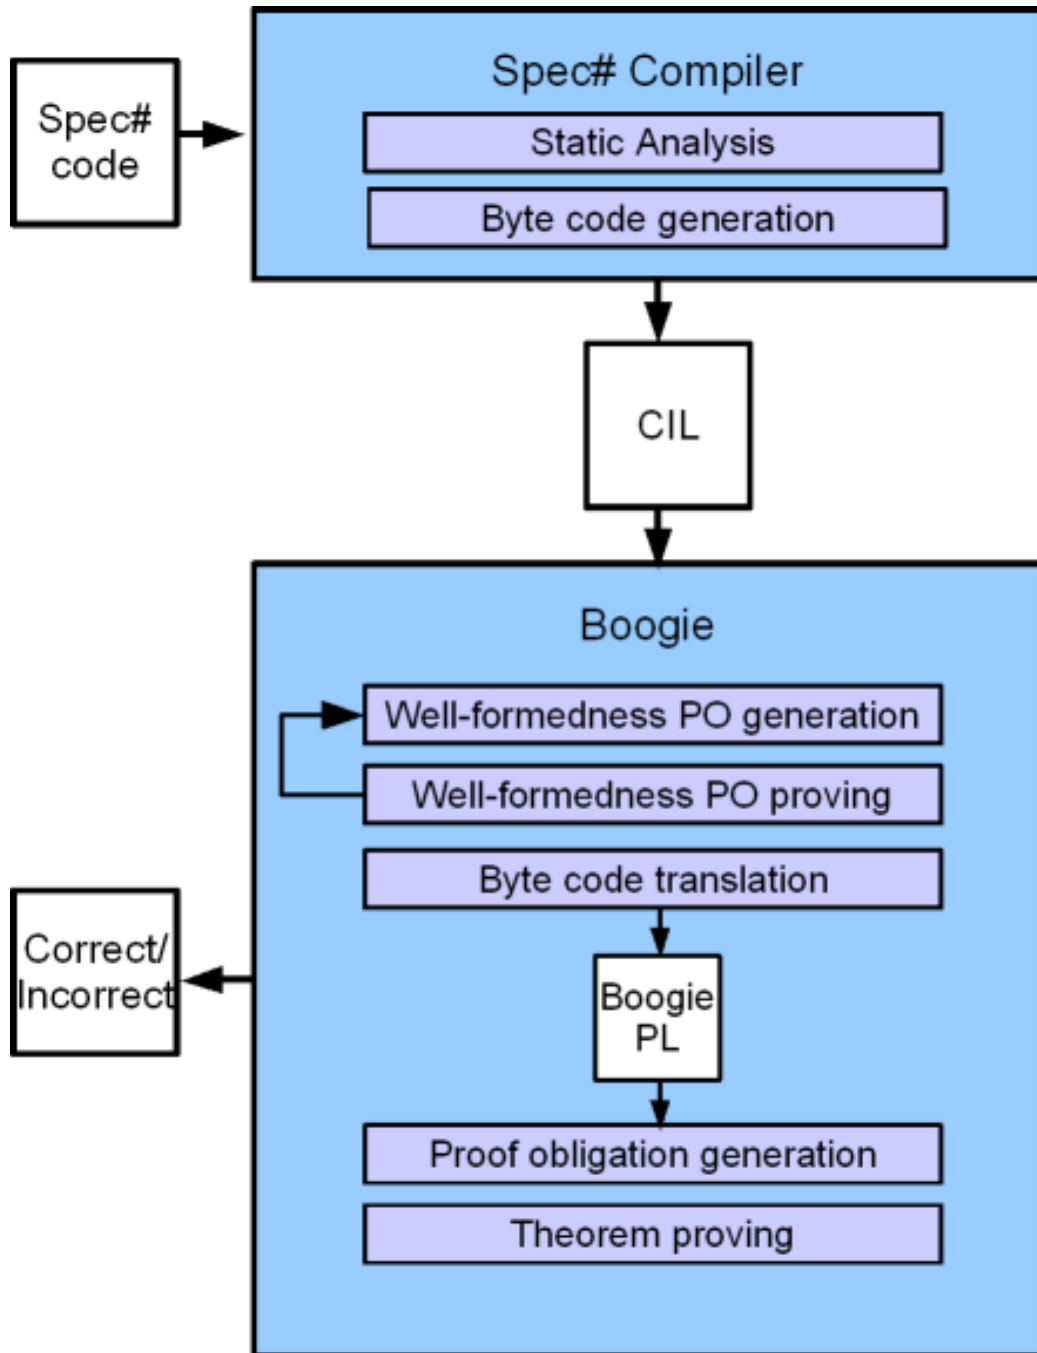 Spec# Compiler
Spec#
code
Static Analysis
Byte code generation
CIL
Boogie
Well-formedness PO generation
Well-formedness PO proving
Byte code translation
Correct/
Incorrect
Boogie
PL
Proof obligation generation
Theorem proving